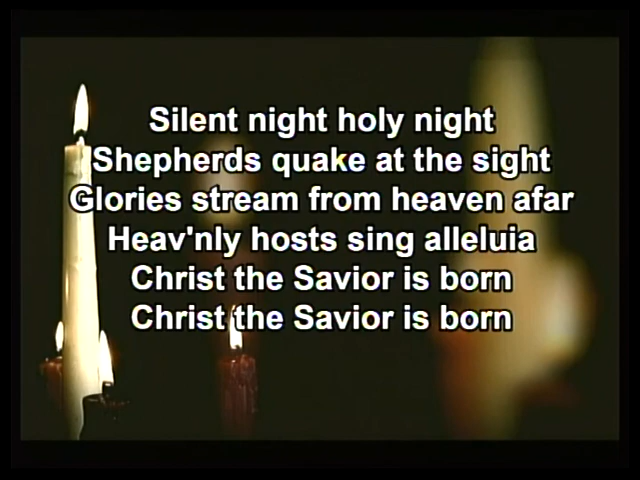 Silent night holy night
Shepherds quake at the sight
Glories stream from heaven afar
Heav'nly hosts sing alleluia
Christ the Savior is born
Christ the Savior is born